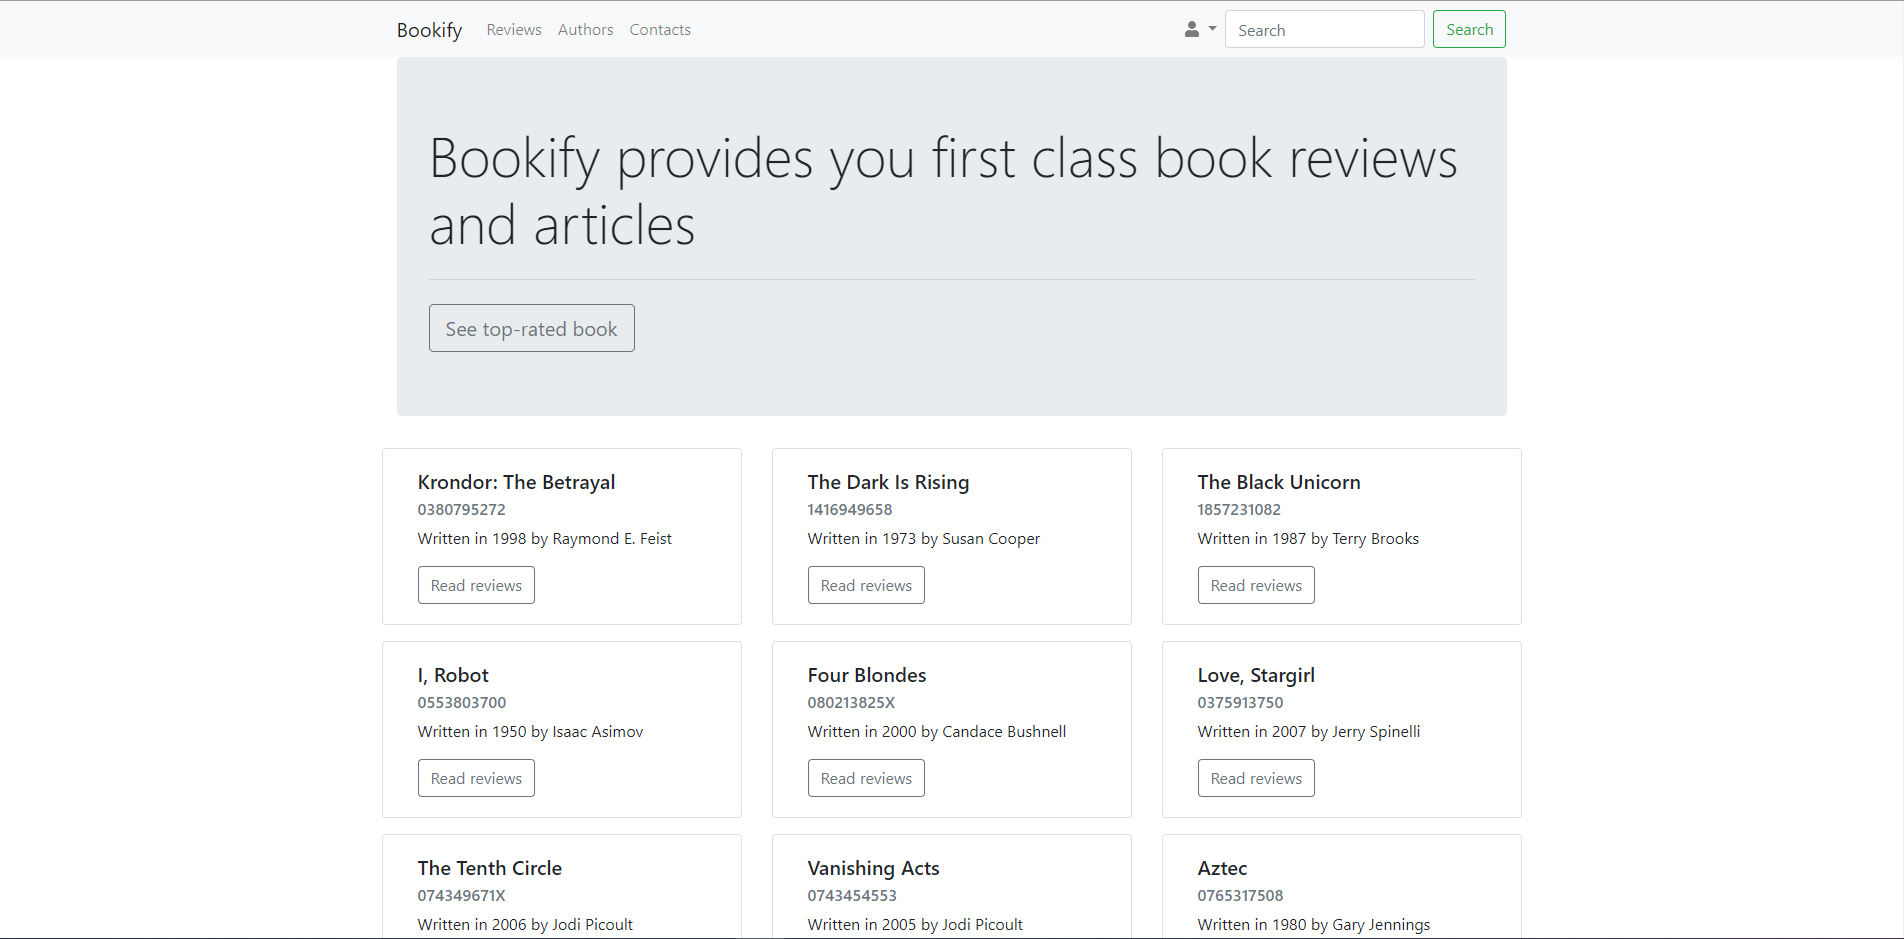 Bookify Reviews Authors Contacts Search Search
Bookify provides you first class book reviews
and articles
See top-rated book
Krondor: The Betrayal
0380795272
Written in 1998 by Raymond E. Feist
Read reviews
The Dark Is Rising
1416949658
Written in 1973 by Susan Cooper
Read reviews
The Black Unicorn
1857231082
Written in 1987 by Terry Brooks
Read reviews
I, Robot
0553803700
Written in 1950 by Isaac Asimov
Read reviews
Four Blondes
080213825X
Written in 2000 by Candace Bushnell
Read reviews
Love, Stargirl
0375913750
Written in 2007 by Jerry Spinelli
Read reviews
The Tenth Circle
074349671X
Written in 2006 by Jodi Picoult
Vanishing Acts
0743454553
Written in 2005 by Jodi Picoult
Aztec
0765317508
Written in 1980 by Gary Jennings